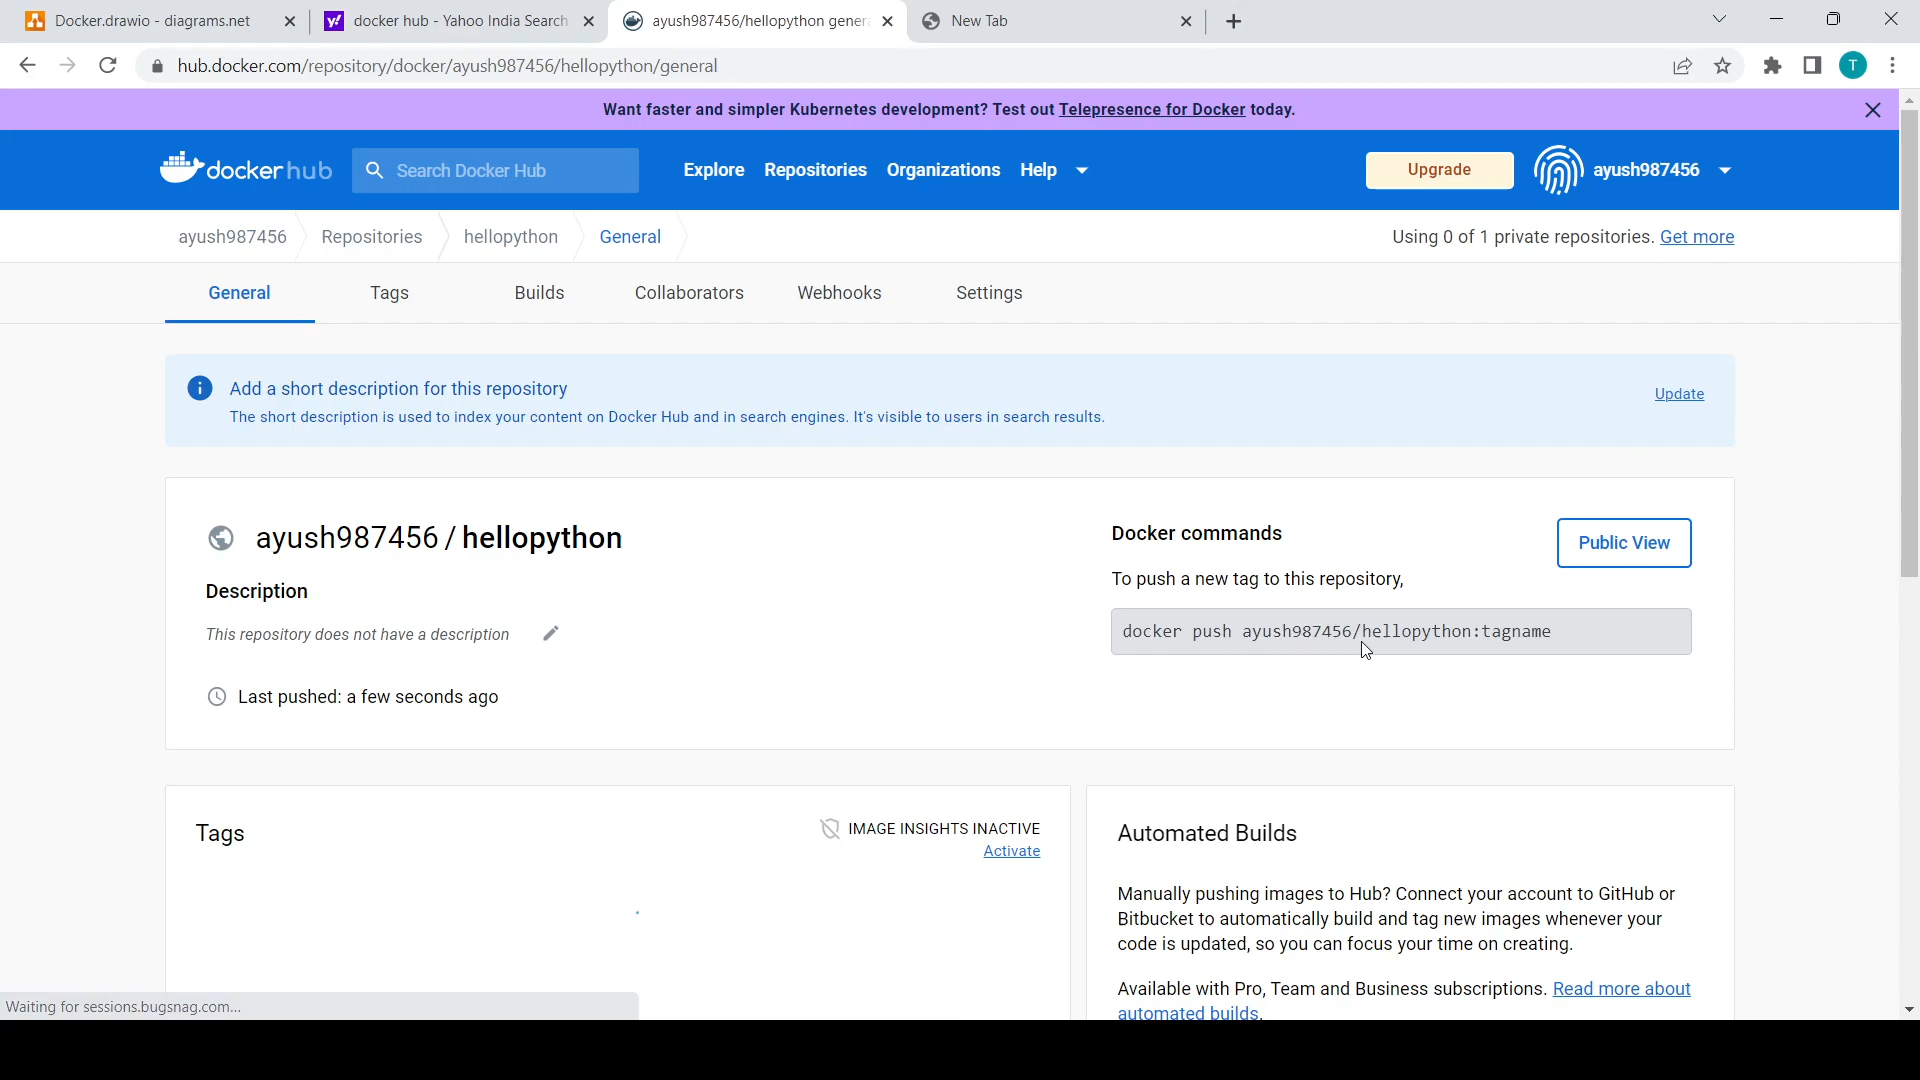 Docker.drawio - diagrams.net
docker hub - Yahoo India Search
ayush987456/hellopython genera
New Tab
hub.docker.com/repository/docker/ayush987456/hellopython/general
T
Want faster and simpler Kubernetes development? Test out Telepresence for Docker today.
dockerhub
Search Docker Hub
Explore
Repositories
Organizations
Help
Upgrade
ayush987456
ayush987456
Repositories
hellopython
General
Using 0 of 1 private repositories. Get more
General
Tags
Builds
Collaborators
Webhooks
Settings
Add a short description for this repository
The short description is used to index your content on Docker Hub and in search engines. It's visible to users in search results.
Update
ayush987456 / hellopython
Description
This repository does not have a description
Last pushed: a few seconds ago
Docker commands
Public View
To push a new tag to this repository,
docker push ayush987456/hellopython:tagname
Tags
IMAGE INSIGHTS INACTIVE
Activate
Automated Builds
Manually pushing images to Hub? Connect your account to GitHub or
Bitbucket to automatically build and tag new images whenever your
code is updated, so you can focus your time on creating.
Available with Pro, Team and Business subscriptions. Read more about
automated builds.
Waiting for sessions.bugsnag.com...